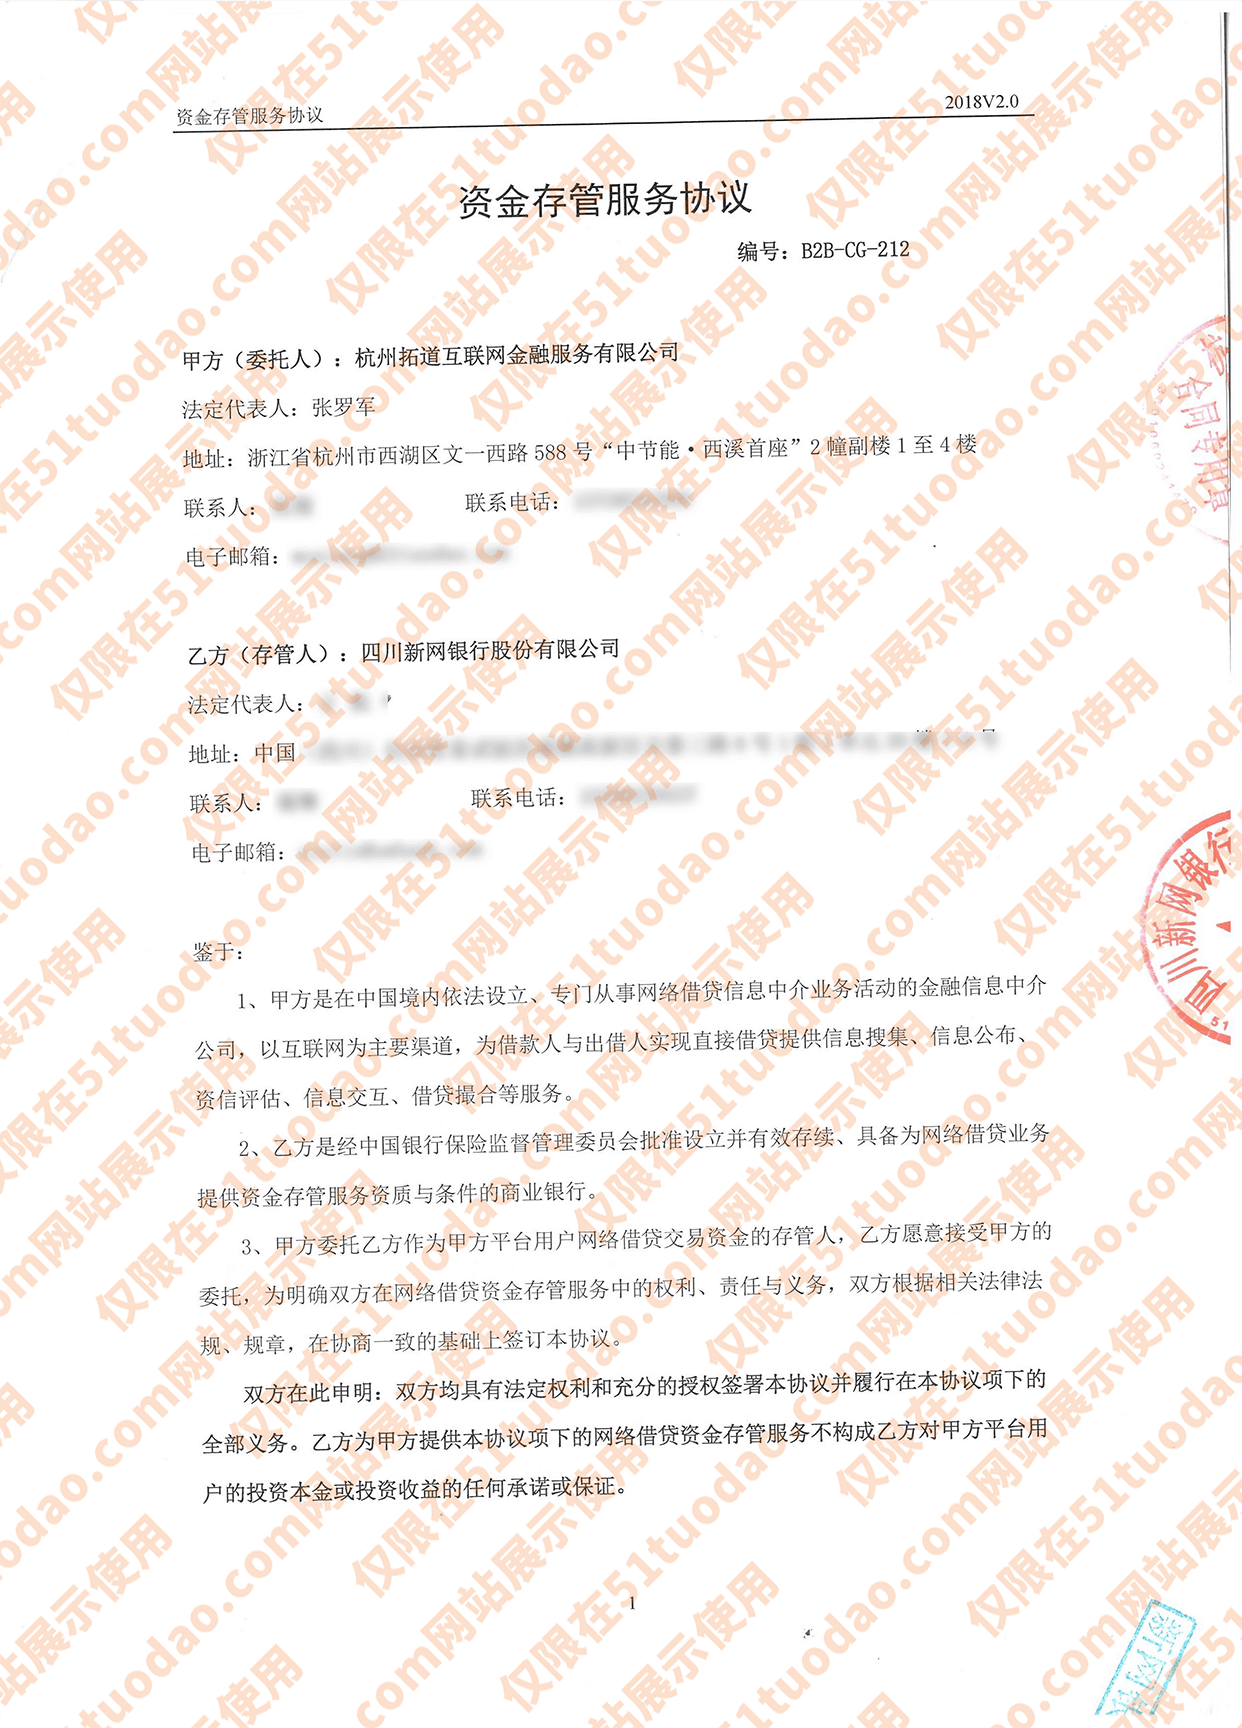 资金存管服务协议
2018V2.0
资金存管服务协议
编号：B2B-CG-212
甲方（委托人）：杭州拓道互联网金融服务有限公司
法定代表人：张罗军
地址：浙江省杭州市西湖区文一西路 588 号“中节能·西溪首座”2 幢副楼 1 至 4 楼
联系人：
联系电话：
电子邮箱：
乙方（存管人）：四川新网银行股份有限公司
法定代表人：
地址：中国
联系人：
联系电话：
电子邮箱：
鉴于：
1、甲方是在中国境内依法设立、专门从事网络借贷信息中介业务活动的金融信息中介
公司，以互联网为主要渠道，为借款人与出借人实现直接借贷提供信息搜集、信息公布、
资信评估、信息交互、借贷撮合等服务。
2、乙方是经中国银行保险监督管理委员会批准设立并有效存续、具备为网络借贷业务
提供资金存管服务资质与条件的商业银行。
3、甲方委托乙方作为甲方平台用户网络借贷交易资金的存管人，乙方愿意接受甲方的
委托，为明确双方在网络借贷资金存管服务中的权利、责任与义务，双方根据相关法律法
规、规章，在协商一致的基础上签订本协议。
双方在此申明：双方均具有法定权利和充分的授权签署本协议并履行在本协议项下的
全部义务。乙方为甲方提供本协议项下的网络借贷资金存管服务不构成乙方对甲方平台用
户的投资本金或投资收益的任何承诺或保证。
1
合同专用章
四川新网银行
51
新网银
仅限在51tuodao.com网站展示使用